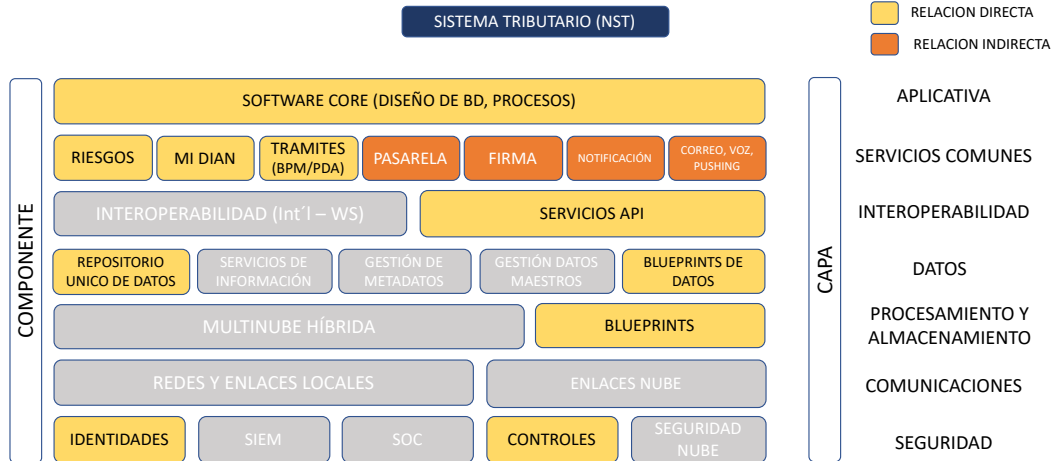 SISTEMA TRIBUTARIO (NST)
RELACION DIRECTA
RELACION INDIRECTA
COMPONENTE
CAPA
SOFTWARE CORE (DISEÑO DE BD, PROCESOS)
APLICATIVA
RIESGOS
MI DIAN
TRAMITES
(BPM/PDA)
PASARELA
FIRMA
NOTIFICACIÓN
CORREO, VOZ,
PUSHING
SERVICIOS COMUNES
INTEROPERABILIDAD (Int´l – WS)
SERVICIOS API
INTEROPERABILIDAD
REPOSITORIO
UNICO DE DATOS
SERVICIOS DE
INFORMACIÓN
GESTIÓN DE
METADATOS
GESTIÓN DATOS
MAESTROS
BLUEPRINTS DE
DATOS
DATOS
MULTINUBE HÍBRIDA
BLUEPRINTS
PROCESAMIENTO Y
ALMACENAMIENTO
REDES Y ENLACES LOCALES
ENLACES NUBE
COMUNICACIONES
IDENTIDADES
SIEM
SOC
CONTROLES
SEGURIDAD
NUBE
SEGURIDAD